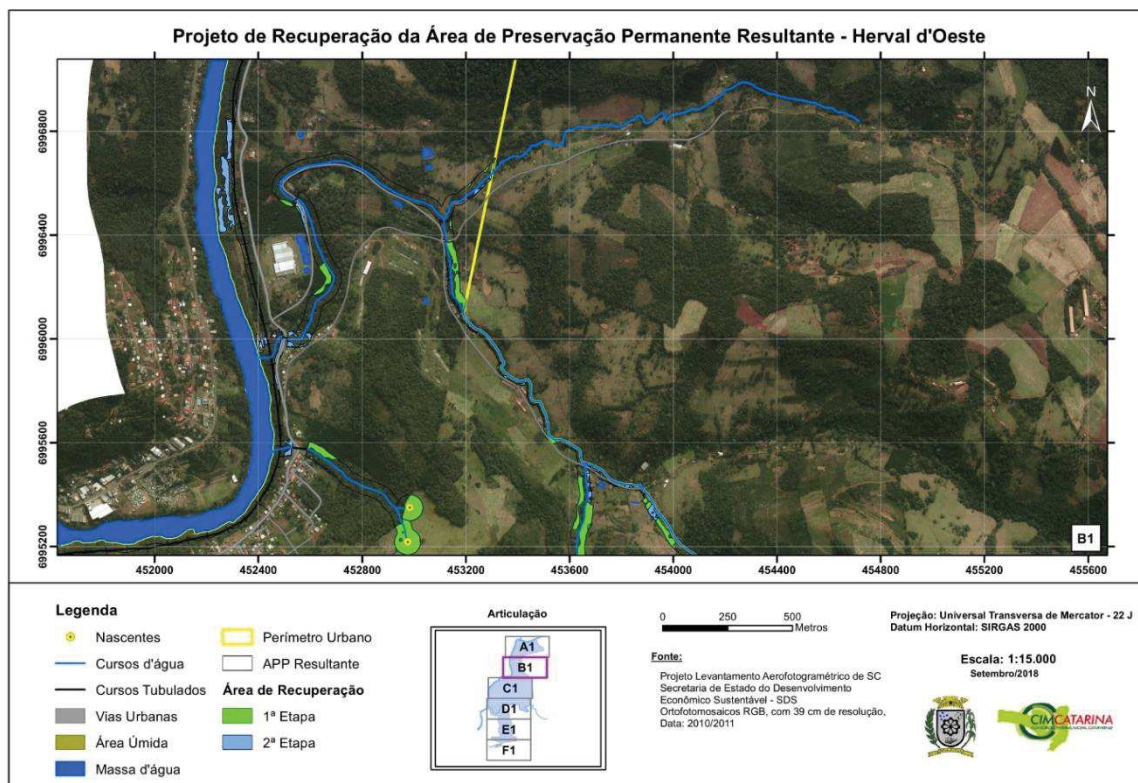 Projeto de Recuperação da Área de Preservação Permanente Resultante - Herval d'Oeste
N
6996800
6996400
6996000
6995600
6995200
B1
452000 452400 452800 453200 453600 454000 454400 454800 455200 455600
Legenda
Nascentes
Cursos d'água
Cursos Tubulados
Vias Urbanas
Área Úmida
Massa d'água
Perímetro Urbano
APP Resultante
Área de Recuperação
1ª Etapa
2ª Etapa
Articulação
A1
B1
C1
D1
E1
F1
0 250 500
Metros
Fonte:
Projeto Levantamento Aerofotogramétrico de SC
Secretaria de Estado do Desenvolvimento
Econômico Sustentável - SDS
Ortofotomosaicos RGB, com 39 cm de resolução,
Data: 2010/2011
Projeção: Universal Transversa de Mercator - 22 J
Datum Horizontal: SIRGAS 2000
Escala: 1:15.000
Setembro/2018
CIMCATARINA